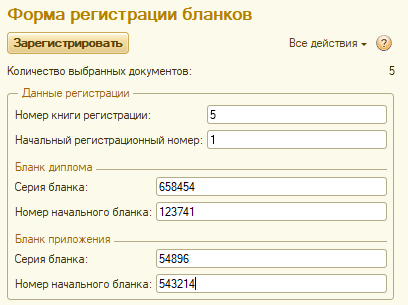 Форма регистрации бланков
Зарегистрировать Все действия ?
Количество выбранных документов: 5
Данные регистрации
Номер книги регистрации: 5
Начальный регистрационный номер: 1
Бланк диплома
Серия бланка: 658454
Номер начального бланка: 123741
Бланк приложения
Серия бланка: 54896
Номер начального бланка: 543214